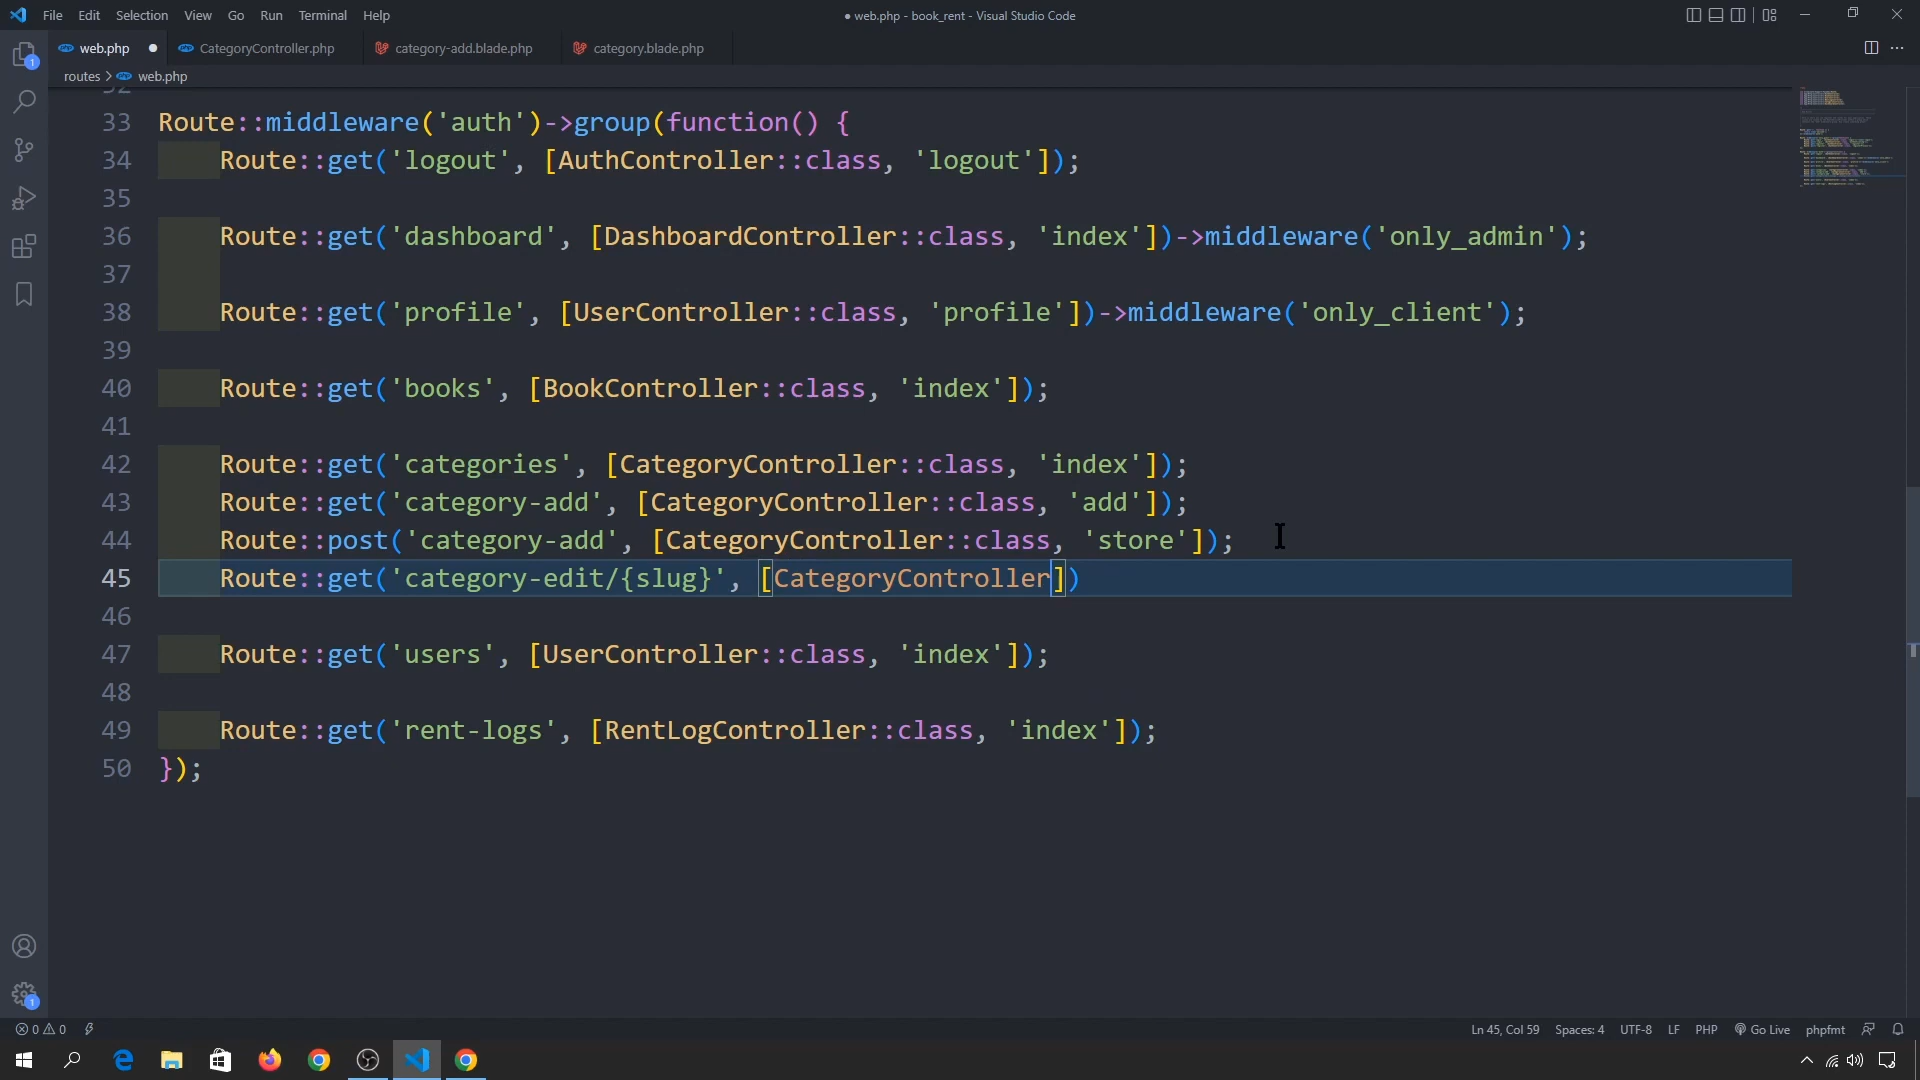 File Edit Selection View Go Run Terminal Help
● web.php - book_rent - Visual Studio Code
web.php ● CategoryController.php category-add.blade.php category.blade.php
routes > web.php
32
33 Route::middleware('auth')->group(function() {
34 Route::get('logout', [AuthController::class, 'logout']);
35
36 Route::get('dashboard', [DashboardController::class, 'index'])->middleware('only_admin');
37
38 Route::get('profile', [UserController::class, 'profile'])->middleware('only_client');
39
40 Route::get('books', [BookController::class, 'index']);
41
42 Route::get('categories', [CategoryController::class, 'index']);
43 Route::get('category-add', [CategoryController::class, 'add']);
44 Route::post('category-add', [CategoryController::class, 'store']);
45 Route::get('category-edit/{slug}', [CategoryController])
46
47 Route::get('users', [UserController::class, 'index']);
48
49 Route::get('rent-logs', [RentLogController::class, 'index']);
50 });
1
1
0 0 Ln 45, Col 59 Spaces: 4 UTF-8 LF PHP Go Live phpfmt